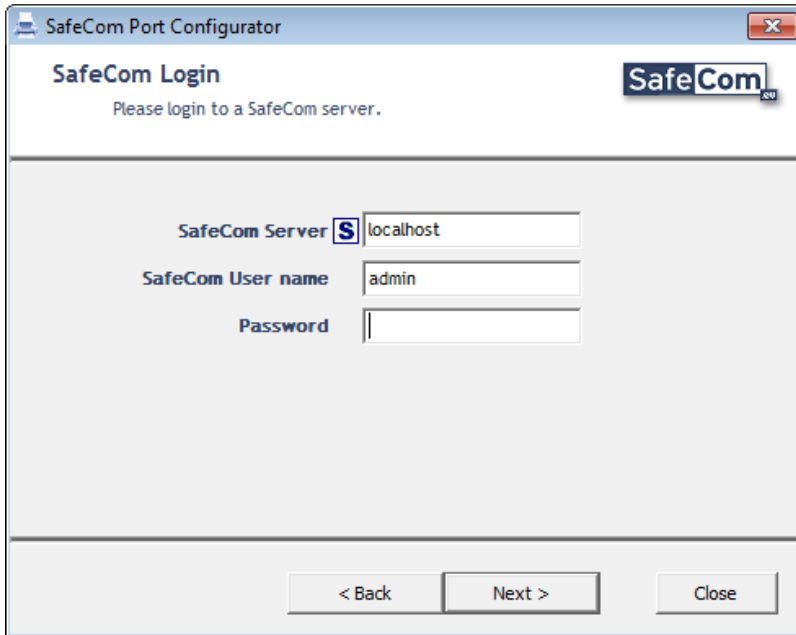 SafeCom Port Configurator
SafeCom Login
Please login to a SafeCom server.
SafeCom.eu
SafeCom Server S localhost
SafeCom User name admin
Password
< Back Next > Close